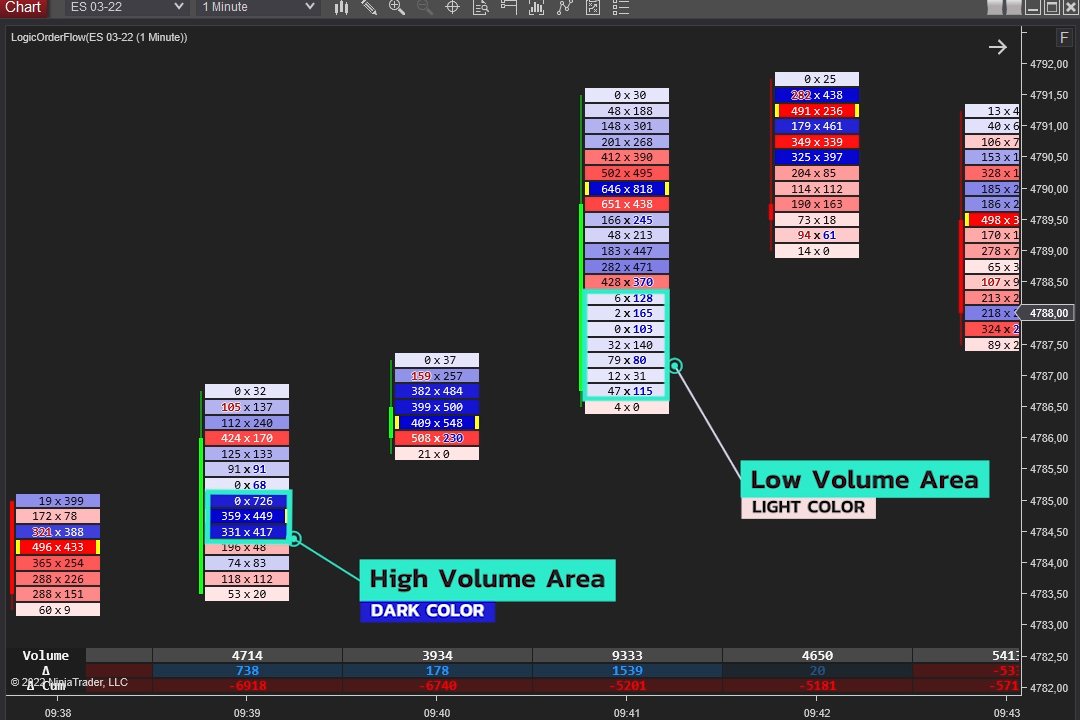 Chart ES 03-22 1 Minute
LogicOrderFlow(ES 03-22 (1 Minute))
F
19 x 399
172 x 78
321 x 388
496 x 433
365 x 254
288 x 226
288 x 151
60 x 9
0 x 32
105 x 137
112 x 240
424 x 170
125 x 133
91 x 91
0 x 68
0 x 726
359 x 449
331 x 417
196 x 48
74 x 83
118 x 112
53 x 20
0 x 37
159 x 257
382 x 484
399 x 500
409 x 548
508 x 230
21 x 0
0 x 30
48 x 188
148 x 301
201 x 268
412 x 390
502 x 495
646 x 818
651 x 438
166 x 245
48 x 213
183 x 447
282 x 471
428 x 370
6 x 128
2 x 165
0 x 103
32 x 140
79 x 80
12 x 31
47 x 115
4 x 0
0 x 25
282 x 438
491 x 236
179 x 461
349 x 339
325 x 397
204 x 85
114 x 112
190 x 163
73 x 18
94 x 61
14 x 0
13 x 4
40 x 6
106 x 7
153 x 1
328 x 1
185 x 2
186 x 2
498 x 3
170 x 1
278 x 7
65 x 3
107 x 9
213 x 2
218 x 2
324 x 2
89 x 2
4792,00
4791,50
4791,00
4790,50
4790,00
4789,50
4789,00
4788,50
4788,00
4787,50
4787,00
4786,50
4786,00
4785,50
4785,00
4784,50
4784,00
4783,50
4783,00
4782,50
4782,00
Low Volume Area
LIGHT COLOR
High Volume Area
DARK COLOR
Volume 4714 3934 9333 4650 5413
Δ 738 178 1539 20 -53
Δ Cum -6918 -6740 -5201 -5181 -571
© 2022 NinjaTrader, LLC
09:38 09:39 09:40 09:41 09:42 09:43